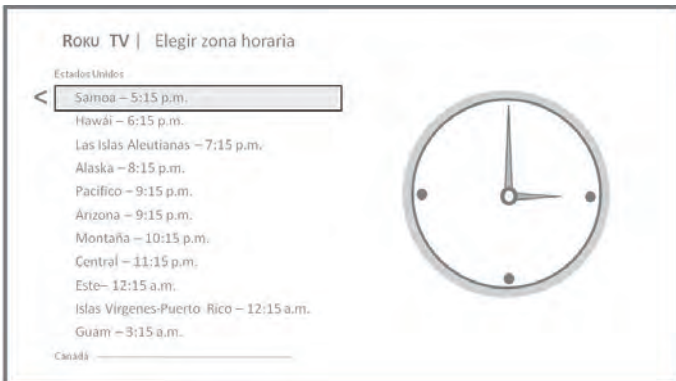 ROKU TV | Elegir zona horaria
Estados Unidos
<
Samoa – 5:15 p.m.
Hawái – 6:15 p.m.
Las Islas Aleutianas – 7:15 p.m.
Alaska – 8:15 p.m.
Pacífico – 9:15 p.m.
Arizona – 9:15 p.m.
Montaña – 10:15 p.m.
Central – 11:15 p.m.
Este– 12:15 a.m.
Islas Vírgenes-Puerto Rico – 12:15 a.m.
Guam – 3:15 a.m.
Canadá